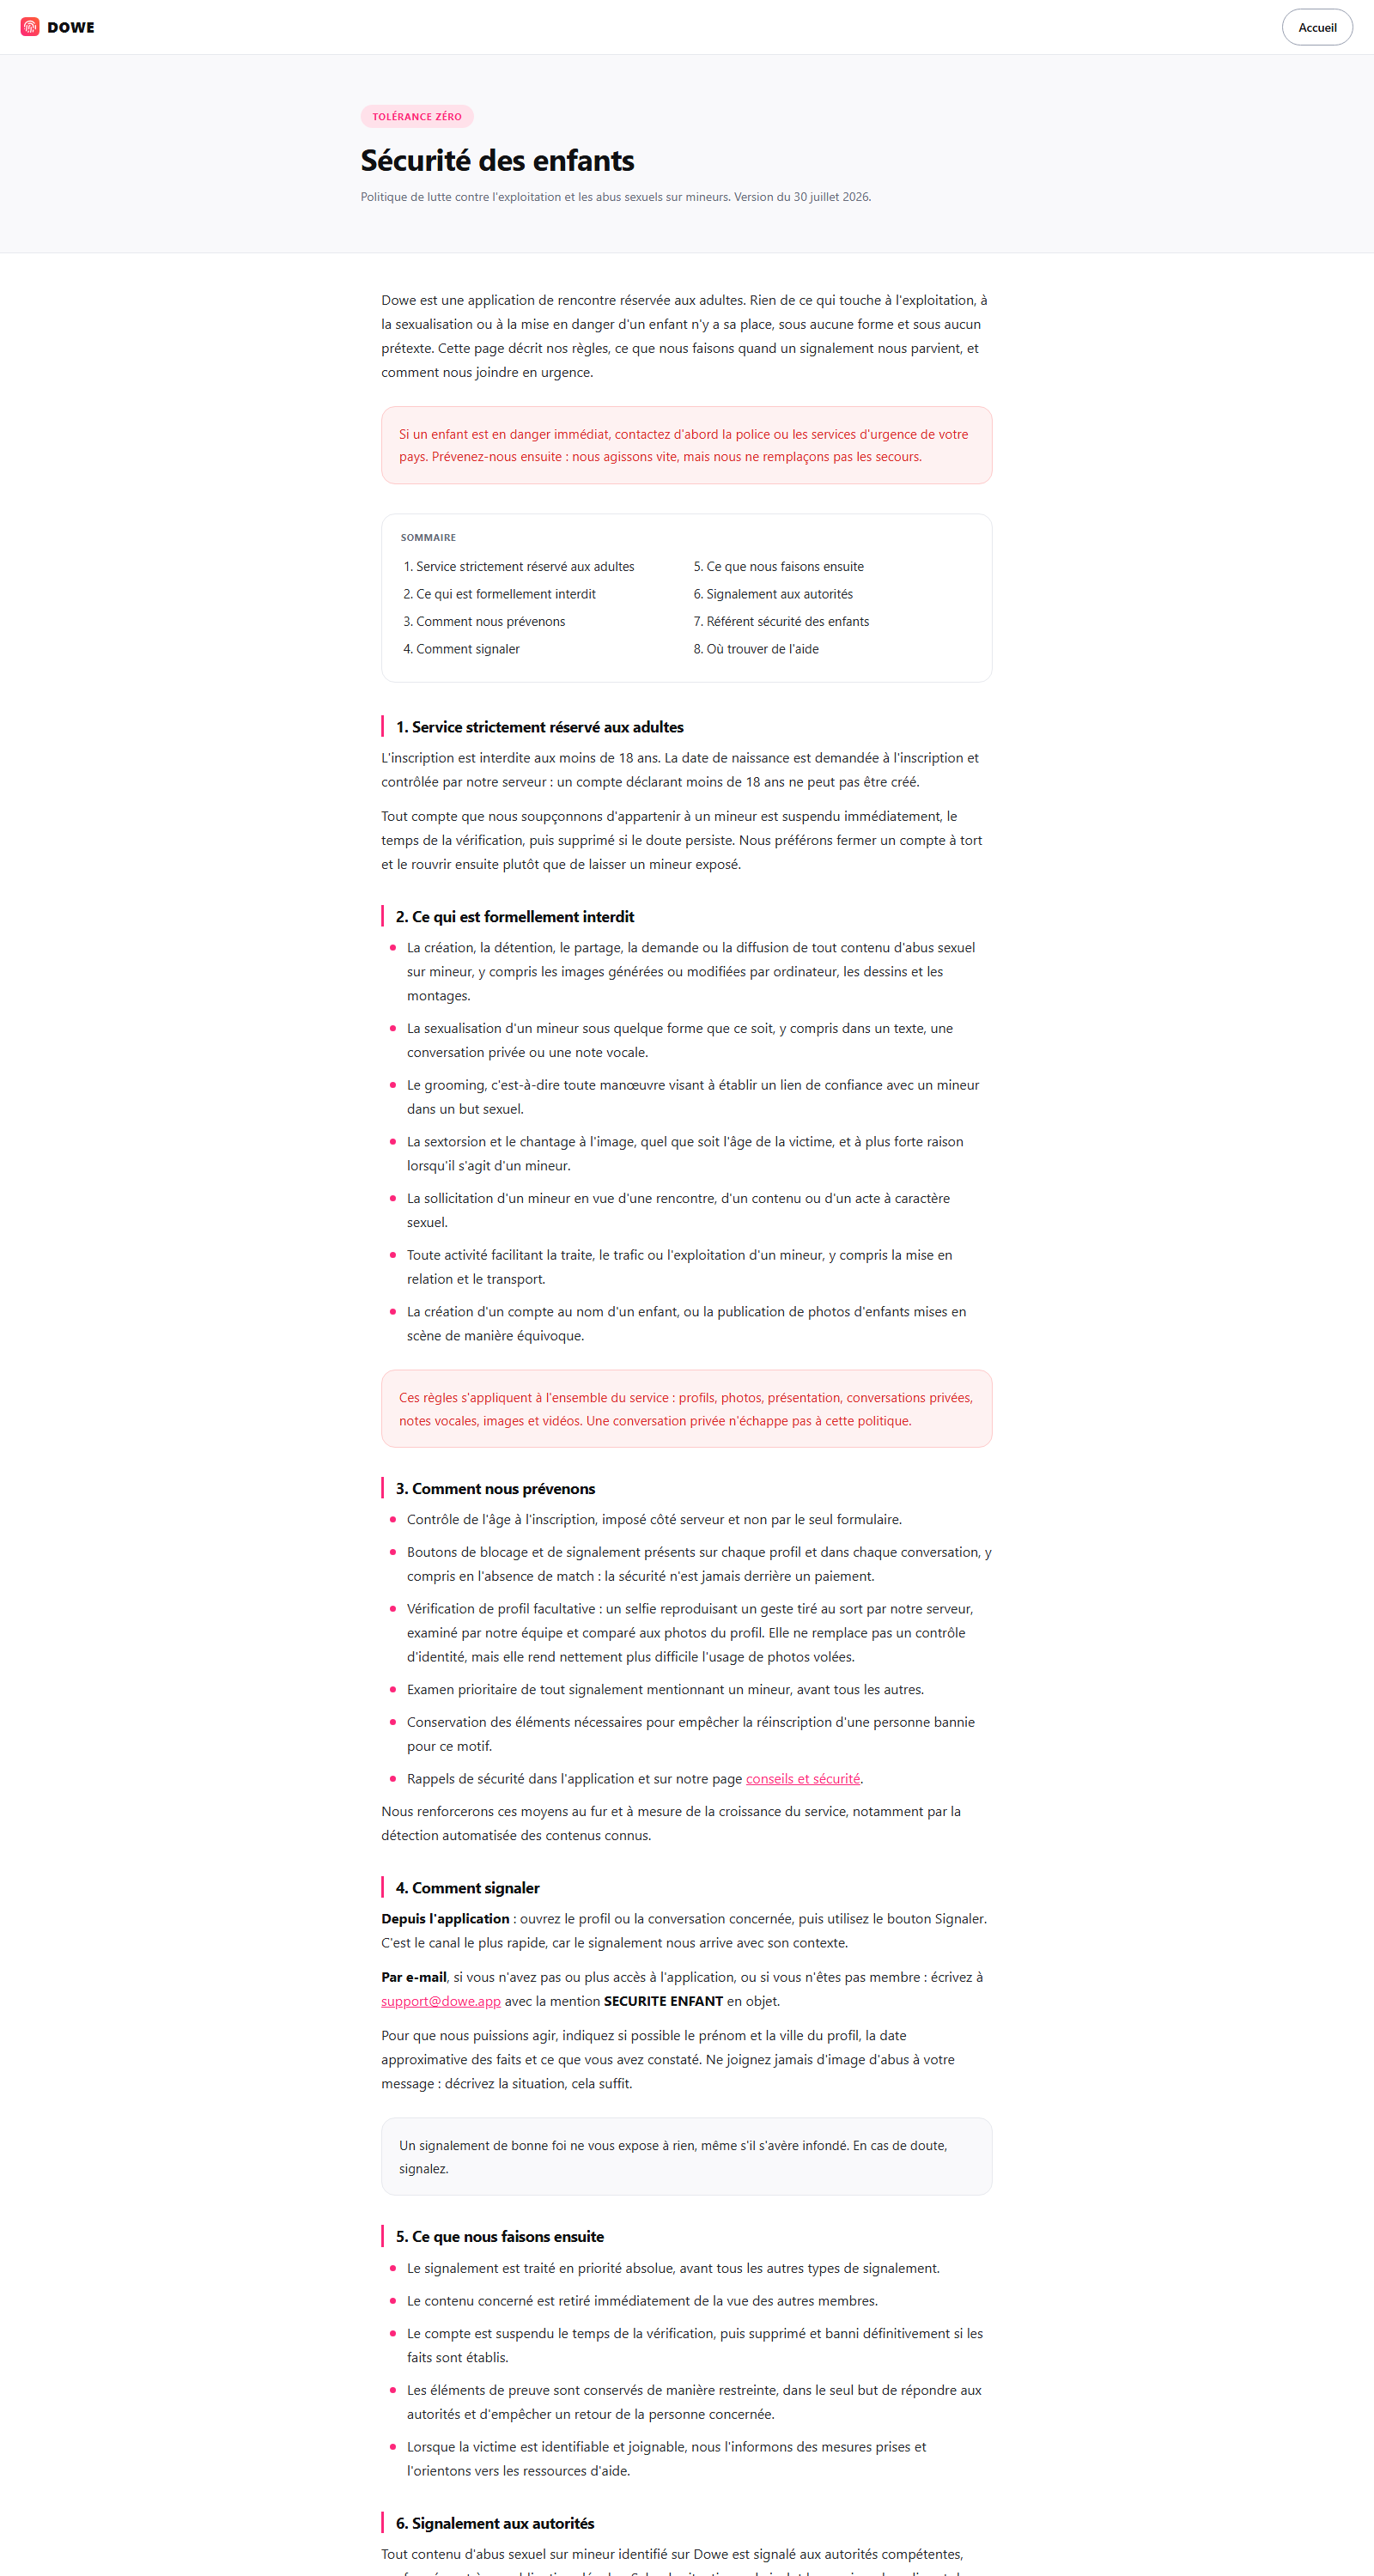 DOWE
Accueil
TOLÉRANCE ZÉRO
Sécurité des enfants
Politique de lutte contre l'exploitation et les abus sexuels sur mineurs. Version du 30 juillet 2026.
Dowe est une application de rencontre réservée aux adultes. Rien de ce qui touche à l'exploitation, à
la sexualisation ou à la mise en danger d'un enfant n'y a sa place, sous aucune forme et sous aucun
prétexte. Cette page décrit nos règles, ce que nous faisons quand un signalement nous parvient, et
comment nous joindre en urgence.
Si un enfant est en danger immédiat, contactez d'abord la police ou les services d'urgence de votre
pays. Prévenez-nous ensuite : nous agissons vite, mais nous ne remplaçons pas les secours.
SOMMAIRE
1. Service strictement réservé aux adultes
2. Ce qui est formellement interdit
3. Comment nous prévenons
4. Comment signaler
5. Ce que nous faisons ensuite
6. Signalement aux autorités
7. Référent sécurité des enfants
8. Où trouver de l'aide
1. Service strictement réservé aux adultes
L'inscription est interdite aux moins de 18 ans. La date de naissance est demandée à l'inscription et
contrôlée par notre serveur : un compte déclarant moins de 18 ans ne peut pas être créé.
Tout compte que nous soupçonnons d'appartenir à un mineur est suspendu immédiatement, le
temps de la vérification, puis supprimé si le doute persiste. Nous préférons fermer un compte à tort
et le rouvrir ensuite plutôt que de laisser un mineur exposé.
2. Ce qui est formellement interdit
La création, la détention, le partage, la demande ou la diffusion de tout contenu d'abus sexuel
sur mineur, y compris les images générées ou modifiées par ordinateur, les dessins et les
montages.
La sexualisation d'un mineur sous quelque forme que ce soit, y compris dans un texte, une
conversation privée ou une note vocale.
Le grooming, c'est-à-dire toute manœuvre visant à établir un lien de confiance avec un mineur
dans un but sexuel.
La sextorsion et le chantage à l'image, quel que soit l'âge de la victime, et à plus forte raison
lorsqu'il s'agit d'un mineur.
La sollicitation d'un mineur en vue d'une rencontre, d'un contenu ou d'un acte à caractère
sexuel.
Toute activité facilitant la traite, le trafic ou l'exploitation d'un mineur, y compris la mise en
relation et le transport.
La création d'un compte au nom d'un enfant, ou la publication de photos d'enfants mises en
scène de manière équivoque.
Ces règles s'appliquent à l'ensemble du service : profils, photos, présentation, conversations privées,
notes vocales, images et vidéos. Une conversation privée n'échappe pas à cette politique.
3. Comment nous prévenons
Contrôle de l'âge à l'inscription, imposé côté serveur et non par le seul formulaire.
Boutons de blocage et de signalement présents sur chaque profil et dans chaque conversation, y
compris en l'absence de match : la sécurité n'est jamais derrière un paiement.
Vérification de profil facultative : un selfie reproduisant un geste tiré au sort par notre serveur,
examiné par notre équipe et comparé aux photos du profil. Elle ne remplace pas un contrôle
d'identité, mais elle rend nettement plus difficile l'usage de photos volées.
Examen prioritaire de tout signalement mentionnant un mineur, avant tous les autres.
Conservation des éléments nécessaires pour empêcher la réinscription d'une personne bannie
pour ce motif.
Rappels de sécurité dans l'application et sur notre page conseils et sécurité.
Nous renforcerons ces moyens au fur et à mesure de la croissance du service, notamment par la
détection automatisée des contenus connus.
4. Comment signaler
Depuis l'application : ouvrez le profil ou la conversation concernée, puis utilisez le bouton Signaler.
C'est le canal le plus rapide, car le signalement nous arrive avec son contexte.
Par e-mail, si vous n'avez pas ou plus accès à l'application, ou si vous n'êtes pas membre : écrivez à
support@dowe.app avec la mention SECURITE ENFANT en objet.
Pour que nous puissions agir, indiquez si possible le prénom et la ville du profil, la date
approximative des faits et ce que vous avez constaté. Ne joignez jamais d'image d'abus à votre
message : décrivez la situation, cela suffit.
Un signalement de bonne foi ne vous expose à rien, même s'il s'avère infondé. En cas de doute,
signalez.
5. Ce que nous faisons ensuite
Le signalement est traité en priorité absolue, avant tous les autres types de signalement.
Le contenu concerné est retiré immédiatement de la vue des autres membres.
Le compte est suspendu le temps de la vérification, puis supprimé et banni définitivement si les
faits sont établis.
Les éléments de preuve sont conservés de manière restreinte, dans le seul but de répondre aux
autorités et d'empêcher un retour de la personne concernée.
Lorsque la victime est identifiable et joignable, nous l'informons des mesures prises et
l'orientons vers les ressources d'aide.
6. Signalement aux autorités
Tout contenu d'abus sexuel sur mineur identifié sur Dowe est signalé aux autorités compétentes,